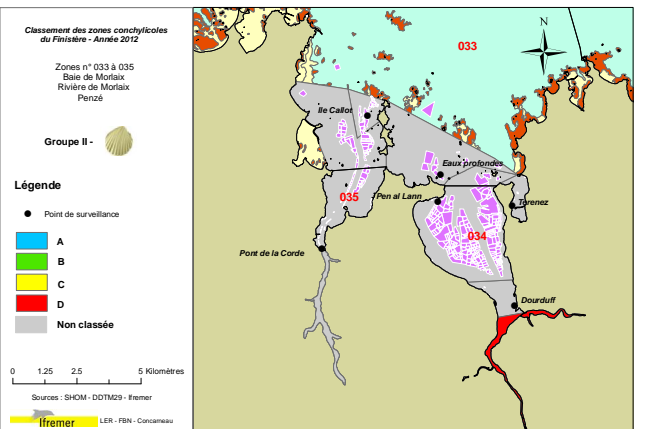 Classement des zones conchylicoles
du Finistère - Année 2012
Zones n° 033 à 035
Baie de Morlaix
Rivière de Morlaix
Penzé
Groupe II -
Légende
Point de surveillance
A
B
C
D
Non classée
0 1.25 2.5 5 Kilomètres
Sources : SHOM - DDTM29 - Ifremer
Ifremer
LER - FBN - Concarneau
N
033
Ile Callot
Eaux profondes
035
Pen al Lann
Terenez
034
Pont de la Corde
Dourduff